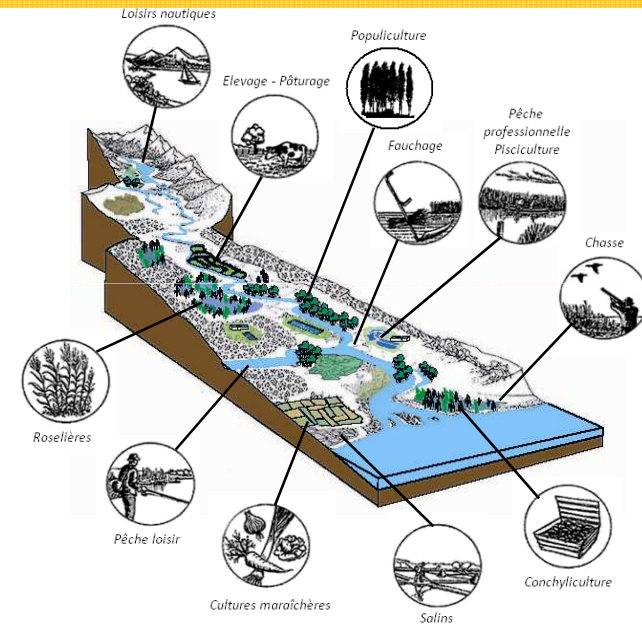 Loisirs nautiques
Populiculture
Elevage - Pâturage
Pêche
professionnelle
Pisciculture
Fauchage
Chasse
Roselières
Pêche loisir
Conchyliculture
Cultures maraîchères
Salins